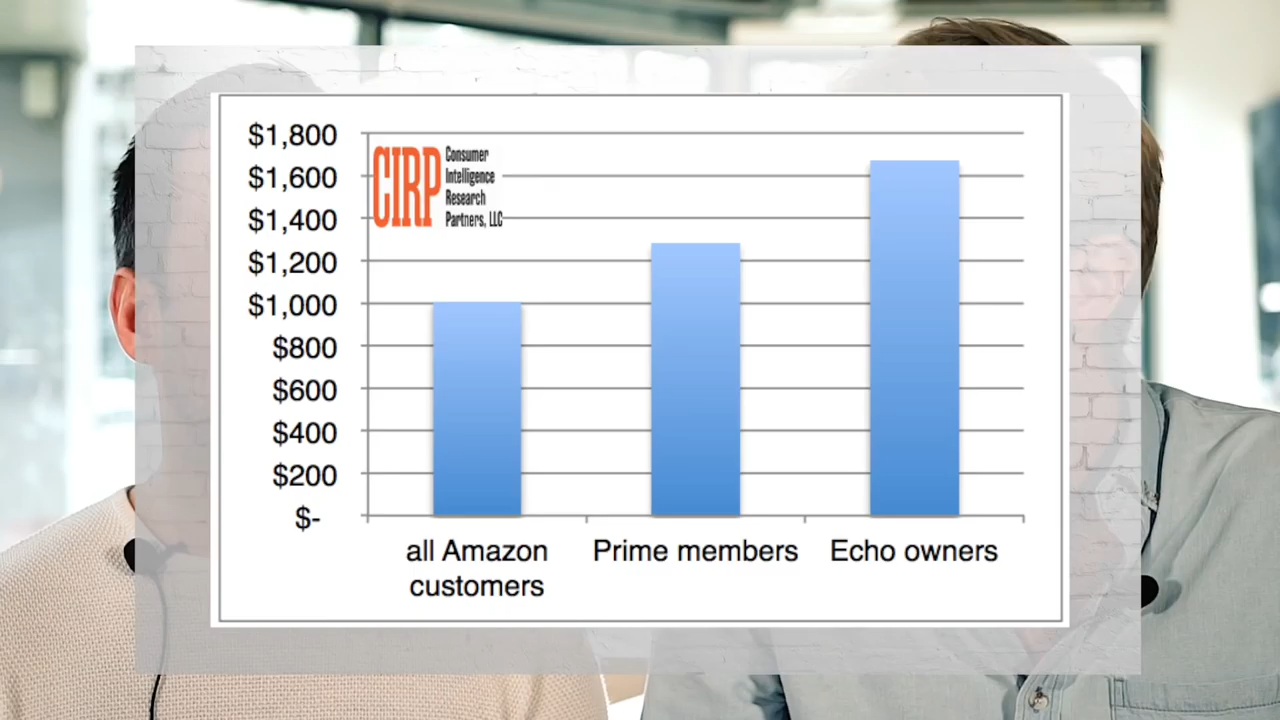 $1,800
$1,600
$1,400
$1,200
$1,000
$800
$600
$400
$200
$-
CIRP
Consumer
Intelligence
Research
Partners, LLC
all Amazon
customers
Prime members
Echo owners